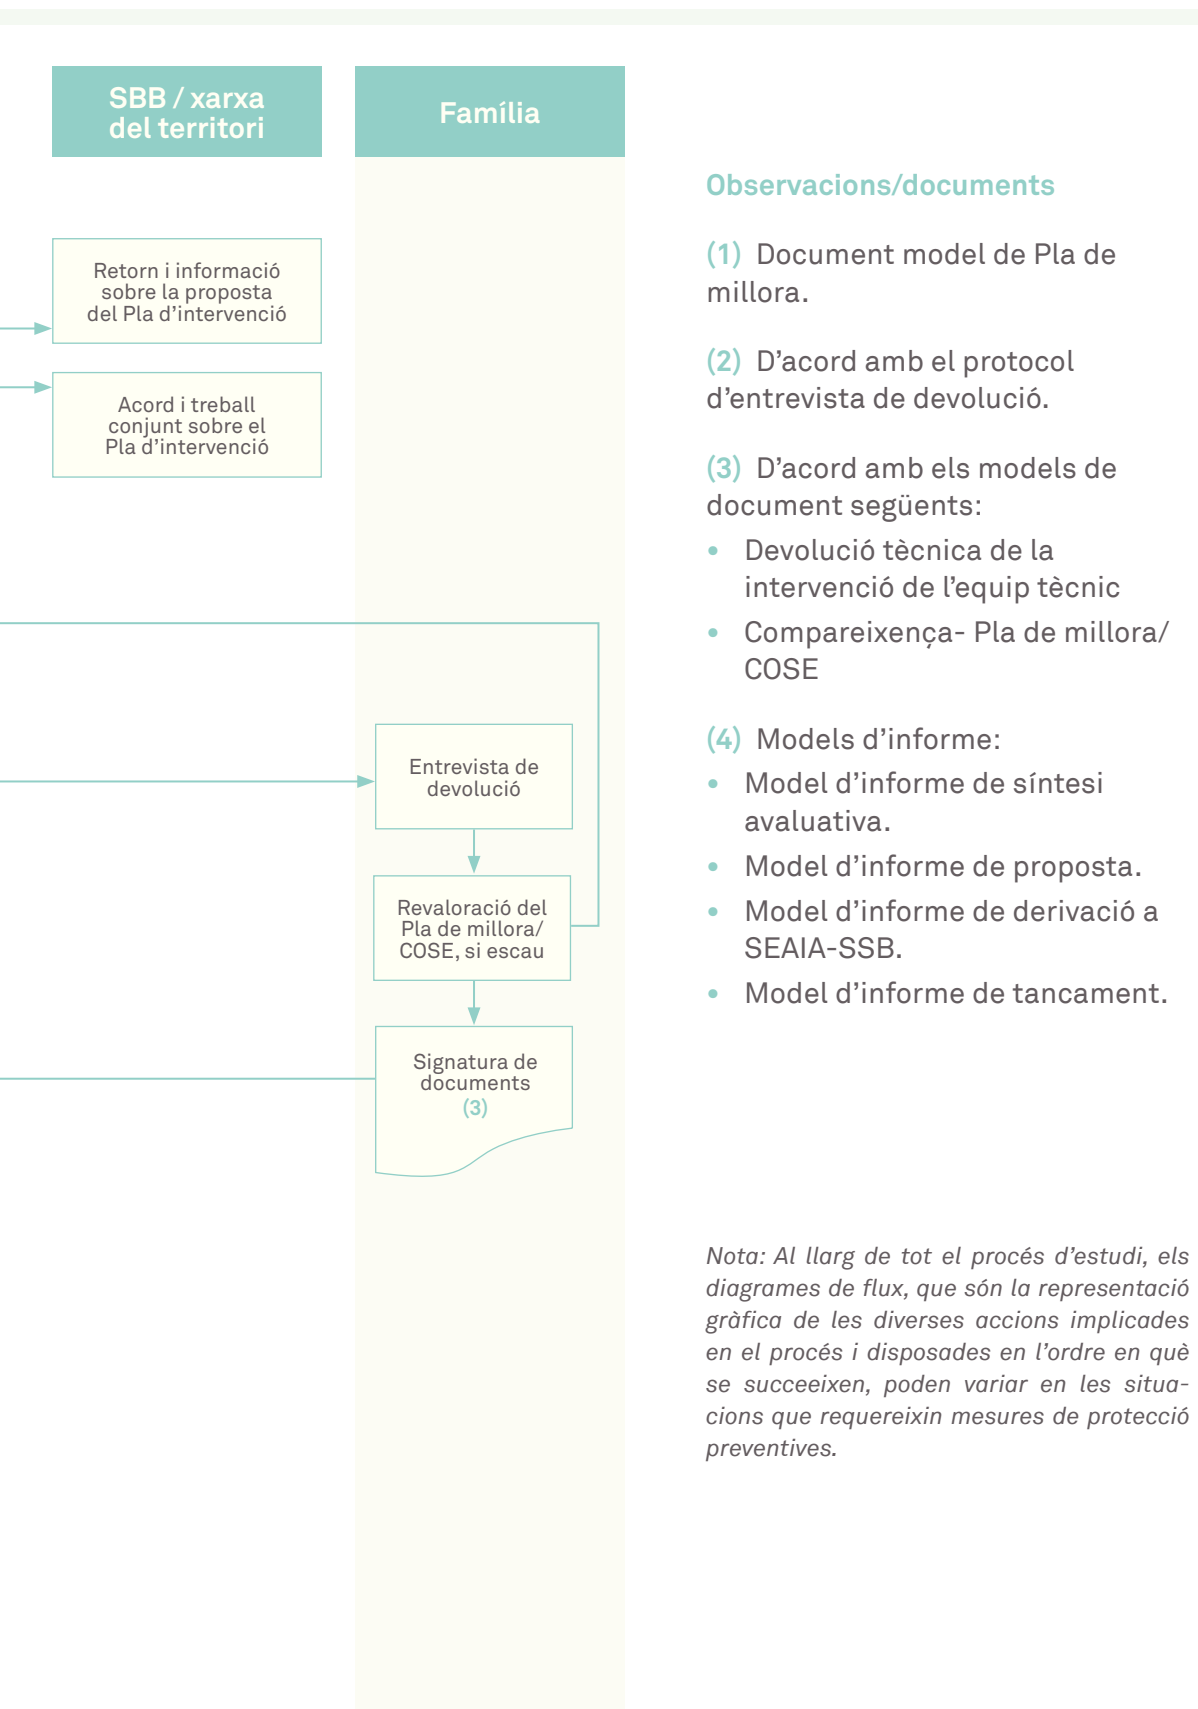 SBB / xarxa
del territori
Família
Retorn i informació
sobre la proposta
del Pla d’intervenció
Acord i treball
conjunt sobre el
Pla d’intervenció
Entrevista de
devolució
Revaloració del
Pla de millora/
COSE, si escau
Signatura de
documents
(3)
Observacions/documents
(1) Document model de Pla de
millora.
(2) D’acord amb el protocol
d’entrevista de devolució.
(3) D’acord amb els models de
document següents:
• Devolució tècnica de la
intervenció de l’equip tècnic
• Compareixença- Pla de millora/
COSE
(4) Models d’informe:
• Model d’informe de síntesi
avaluativa.
• Model d’informe de proposta.
• Model d’informe de derivació a
SEAIA-SSB.
• Model d’informe de tancament.
Nota: Al llarg de tot el procés d’estudi, els
diagrames de flux, que són la representació
gràfica de les diverses accions implicades
en el procés i disposades en l’ordre en què
se succeeixen, poden variar en les situa-
cions que requereixin mesures de protecció
preventives.